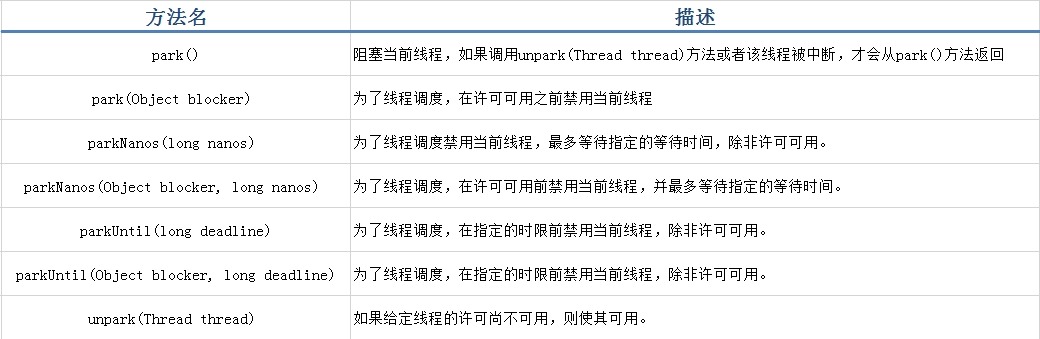 方法名 描述
park() 阻塞当前线程，如果调用unpark(Thread thread)方法或者该线程被中断，才会从park()方法返回
park(Object blocker) 为了线程调度，在许可可用之前禁用当前线程
parkNanos(long nanos) 为了线程调度禁用当前线程，最多等待指定的等待时间，除非许可可用。
parkNanos(Object blocker, long nanos) 为了线程调度，在许可可用前禁用当前线程，并最多等待指定的等待时间。
parkUntil(long deadline) 为了线程调度，在指定的时限前禁用当前线程，除非许可可用。
parkUntil(Object blocker, long deadline) 为了线程调度，在指定的时限前禁用当前线程，除非许可可用。
unpark(Thread thread) 如果给定线程的许可尚不可用，则使其可用。